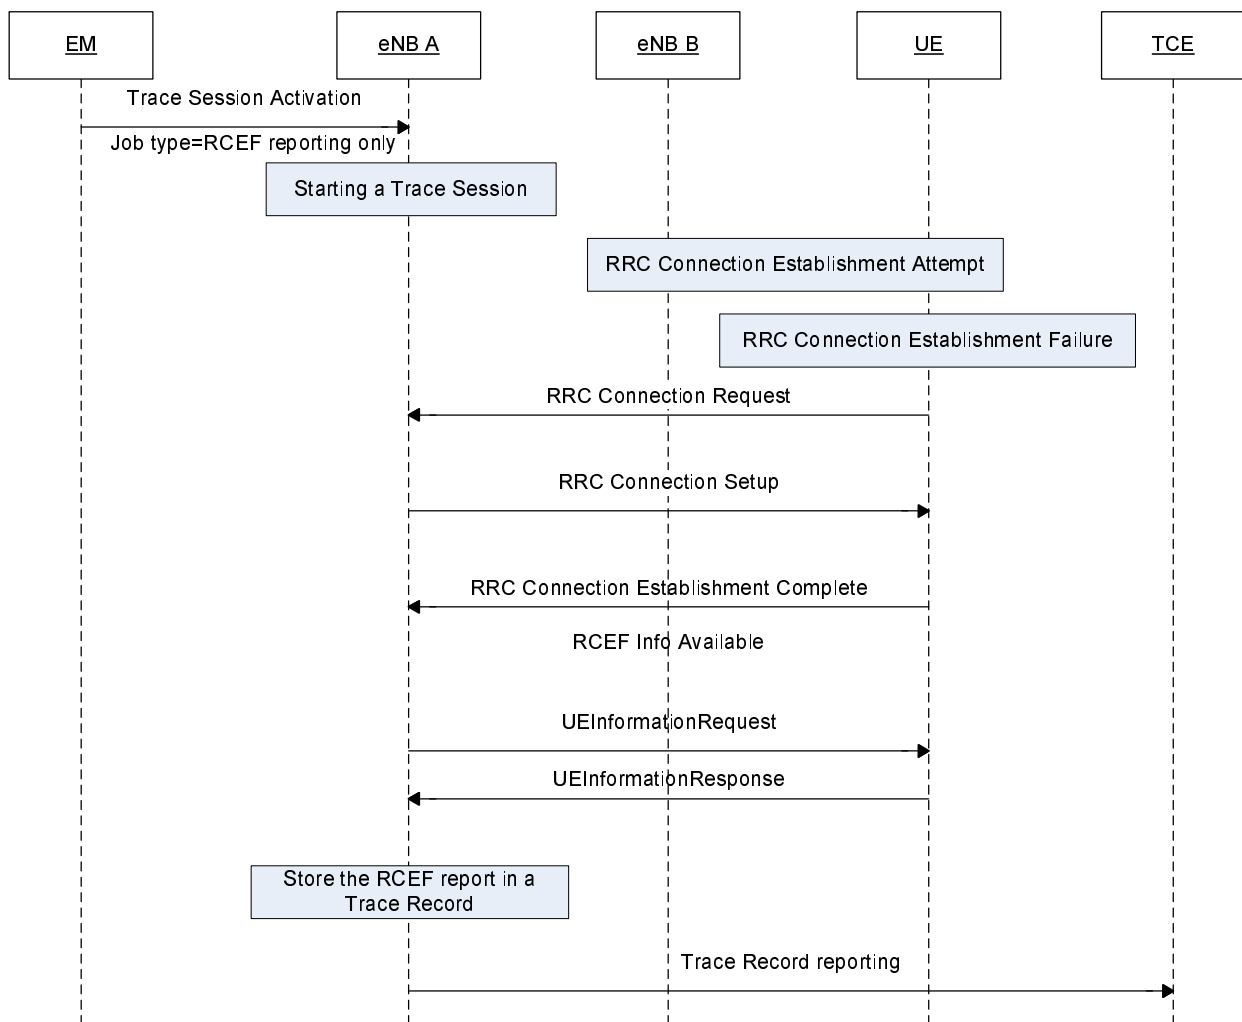 EM
eNB A
eNB B
UE
TCE
Trace Session Activation
Job type=RCEF reporting only
Starting a Trace Session
RRC Connection Establishment Attempt
RRC Connection Establishment Failure
RRC Connection Request
RRC Connection Setup
RRC Connection Establishment Complete
RCEF Info Available
UEInformationRequest
UEInformationResponse
Store the RCEF report in a
Trace Record
Trace Record reporting